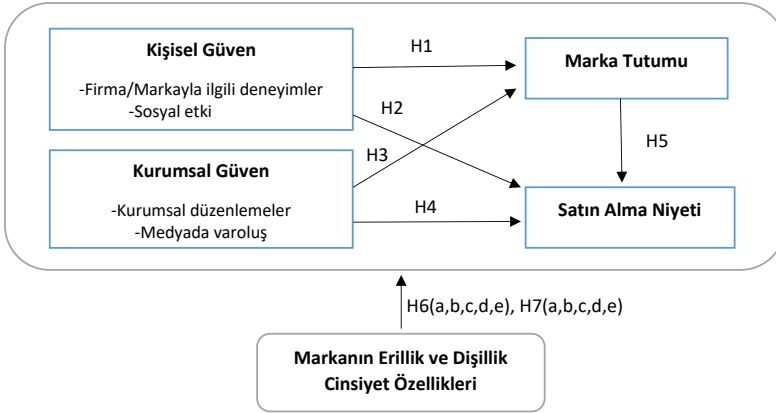 Kişisel Güven
-Firma/Markayla ilgili deneyimler
-Sosyal etki
H1
Marka Tutumu
H2
H3
H5
Kurumsal Güven
-Kurumsal düzenlemeler
-Medyada varoluş
H4
Satın Alma Niyeti
H6(a,b,c,d,e), H7(a,b,c,d,e)
Markanın Erillik ve Dişillik
Cinsiyet Özellikleri